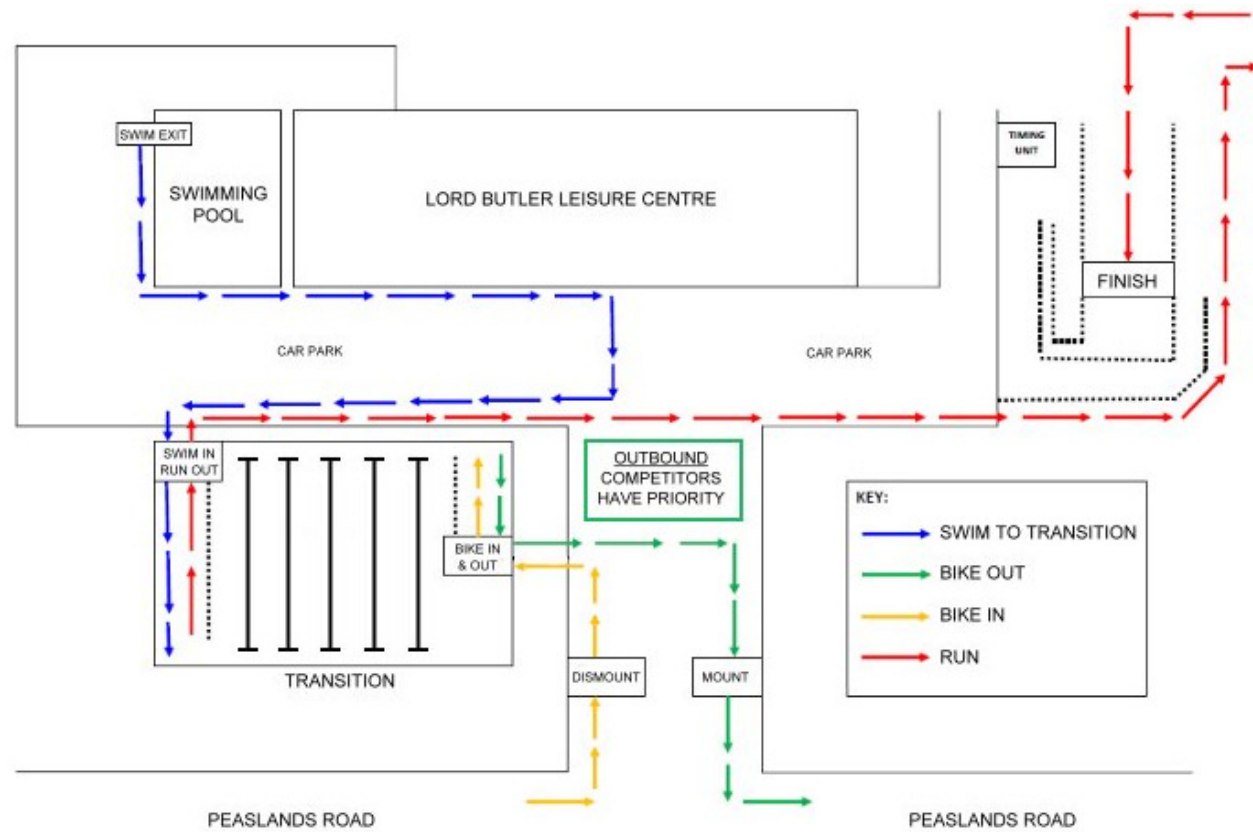 SWIM EXIT
SWIMMING
POOL
LORD BUTLER LEISURE CENTRE
TIMING
UNIT
FINISH
CAR PARK
CAR PARK
SWIM IN
RUN OUT
OUTBOUND
COMPETITORS
HAVE PRIORITY
BIKE IN
& OUT
KEY:
SWIM TO TRANSITION
BIKE OUT
BIKE IN
RUN
TRANSITION
DISMOUNT
MOUNT
PEASLANDS ROAD
PEASLANDS ROAD